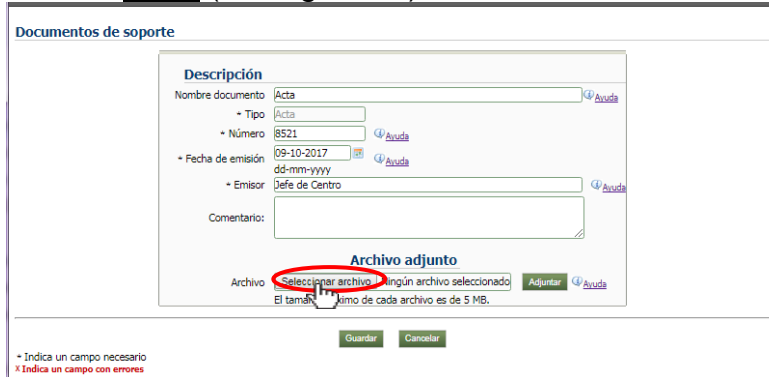 Documentos de soporte
Descripción
Nombre documento Acta Ayuda
* Tipo Acta
* Número 8521 Ayuda
* Fecha de emisión 09-10-2017 Ayuda
dd-mm-yyyy
* Emisor Jefe de Centro Ayuda
Comentario:
Archivo adjunto
Archivo Seleccionar archivo Ningún archivo seleccionado Adjuntar Ayuda
El tamaño máximo de cada archivo es de 5 MB.
Guardar Cancelar
* Indica un campo necesario
X Indica un campo con errores